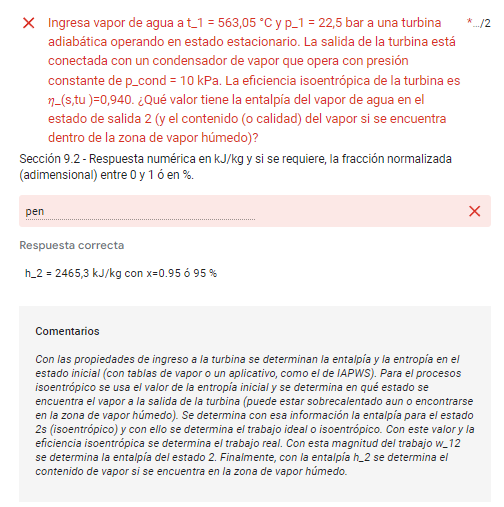 Ingresa vapor de agua a t_1 = 563,05 °C y p_1 = 22,5 bar a una turbina
*.../2
adiabática operando en estado estacionario. La salida de la turbina está
conectada con un condensador de vapor que opera con presión
constante de p_cond = 10 kPa. La eficiencia isoentrópica de la turbina es
η_(s,tu )=0,940. ¿Qué valor tiene la entalpía del vapor de agua en el
estado de salida 2 (y el contenido (o calidad) del vapor si se encuentra
dentro de la zona de vapor húmedo)?
Sección 9.2 - Respuesta numérica en kJ/kg y si se requiere, la fracción normalizada
(adimensional) entre 0 y 1 ó en %.
pen
Respuesta correcta
h_2 = 2465,3 kJ/kg con x=0.95 ó 95 %
Comentarios
Con las propiedades de ingreso a la turbina se determinan la entalpía y la entropía en el
estado inicial (con tablas de vapor o un aplicativo, como el de IAPWS). Para el procesos
isoentrópico se usa el valor de la entropía inicial y se determina en qué estado se
encuentra el vapor a la salida de la turbina (puede estar sobrecalentado aun o encontrarse
en la zona de vapor húmedo). Se determina con esa información la entalpía para el estado
2s (isoentrópico) y con ello se determina el trabajo ideal o isoentrópico. Con este valor y la
eficiencia isoentrópica se determina el trabajo real. Con esta magnitud del trabajo w_12
se determina la entalpía del estado 2. Finalmente, con la entalpía h_2 se determina el
contenido de vapor si se encuentra en la zona de vapor húmedo.